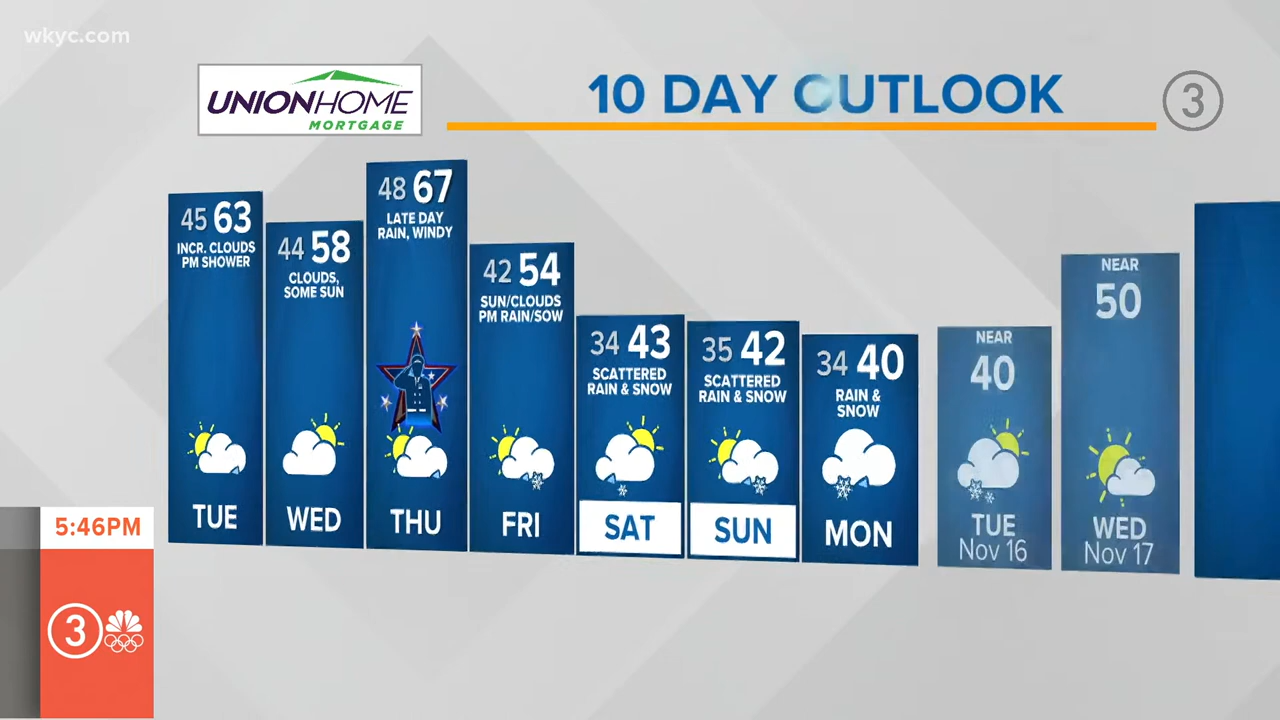 wkyc.com
UNIONHOME
MORTGAGE
10 DAY OUTLOOK
3
45 63
INCR. CLOUDS
PM SHOWER
TUE
44 58
CLOUDS,
SOME SUN
WED
48 67
LATE DAY
RAIN, WINDY
THU
42 54
SUN/CLOUDS
PM RAIN/SOW
FRI
34 43
SCATTERED
RAIN & SNOW
SAT
35 42
SCATTERED
RAIN & SNOW
SUN
34 40
RAIN &
SNOW
MON
NEAR
40
TUE
Nov 16
NEAR
50
WED
Nov 17
5:46PM
3